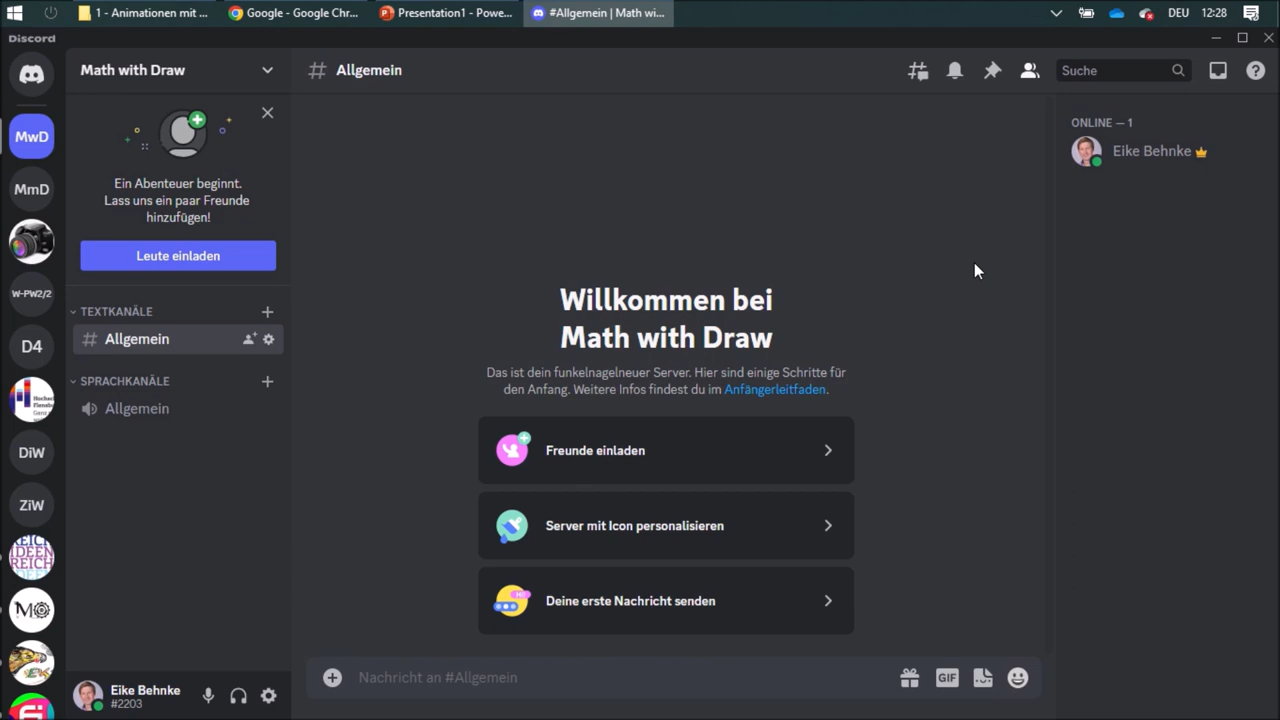 1 - Animationen mit ...
Google - Google Chr...
Presentation1 - Powe...
#Allgemein | Math wi...
DEU
12:28
Discord
Math with Draw
Allgemein
Suche
MwD
MmD
W-PW2/2
D4
DiW
ZiW
Ein Abenteuer beginnt.
Lass uns ein paar Freunde
hinzufügen!
Leute einladen
TEXTKANÄLE
Allgemein
SPRACHKANÄLE
Allgemein
Eike Behnke
#2203
Willkommen bei
Math with Draw
Das ist dein funkelnagelneuer Server. Hier sind einige Schritte für
den Anfang. Weitere Infos findest du im Anfängerleitfaden.
Freunde einladen
Server mit Icon personalisieren
Deine erste Nachricht senden
Nachricht an #Allgemein
GIF
ONLINE — 1
Eike Behnke